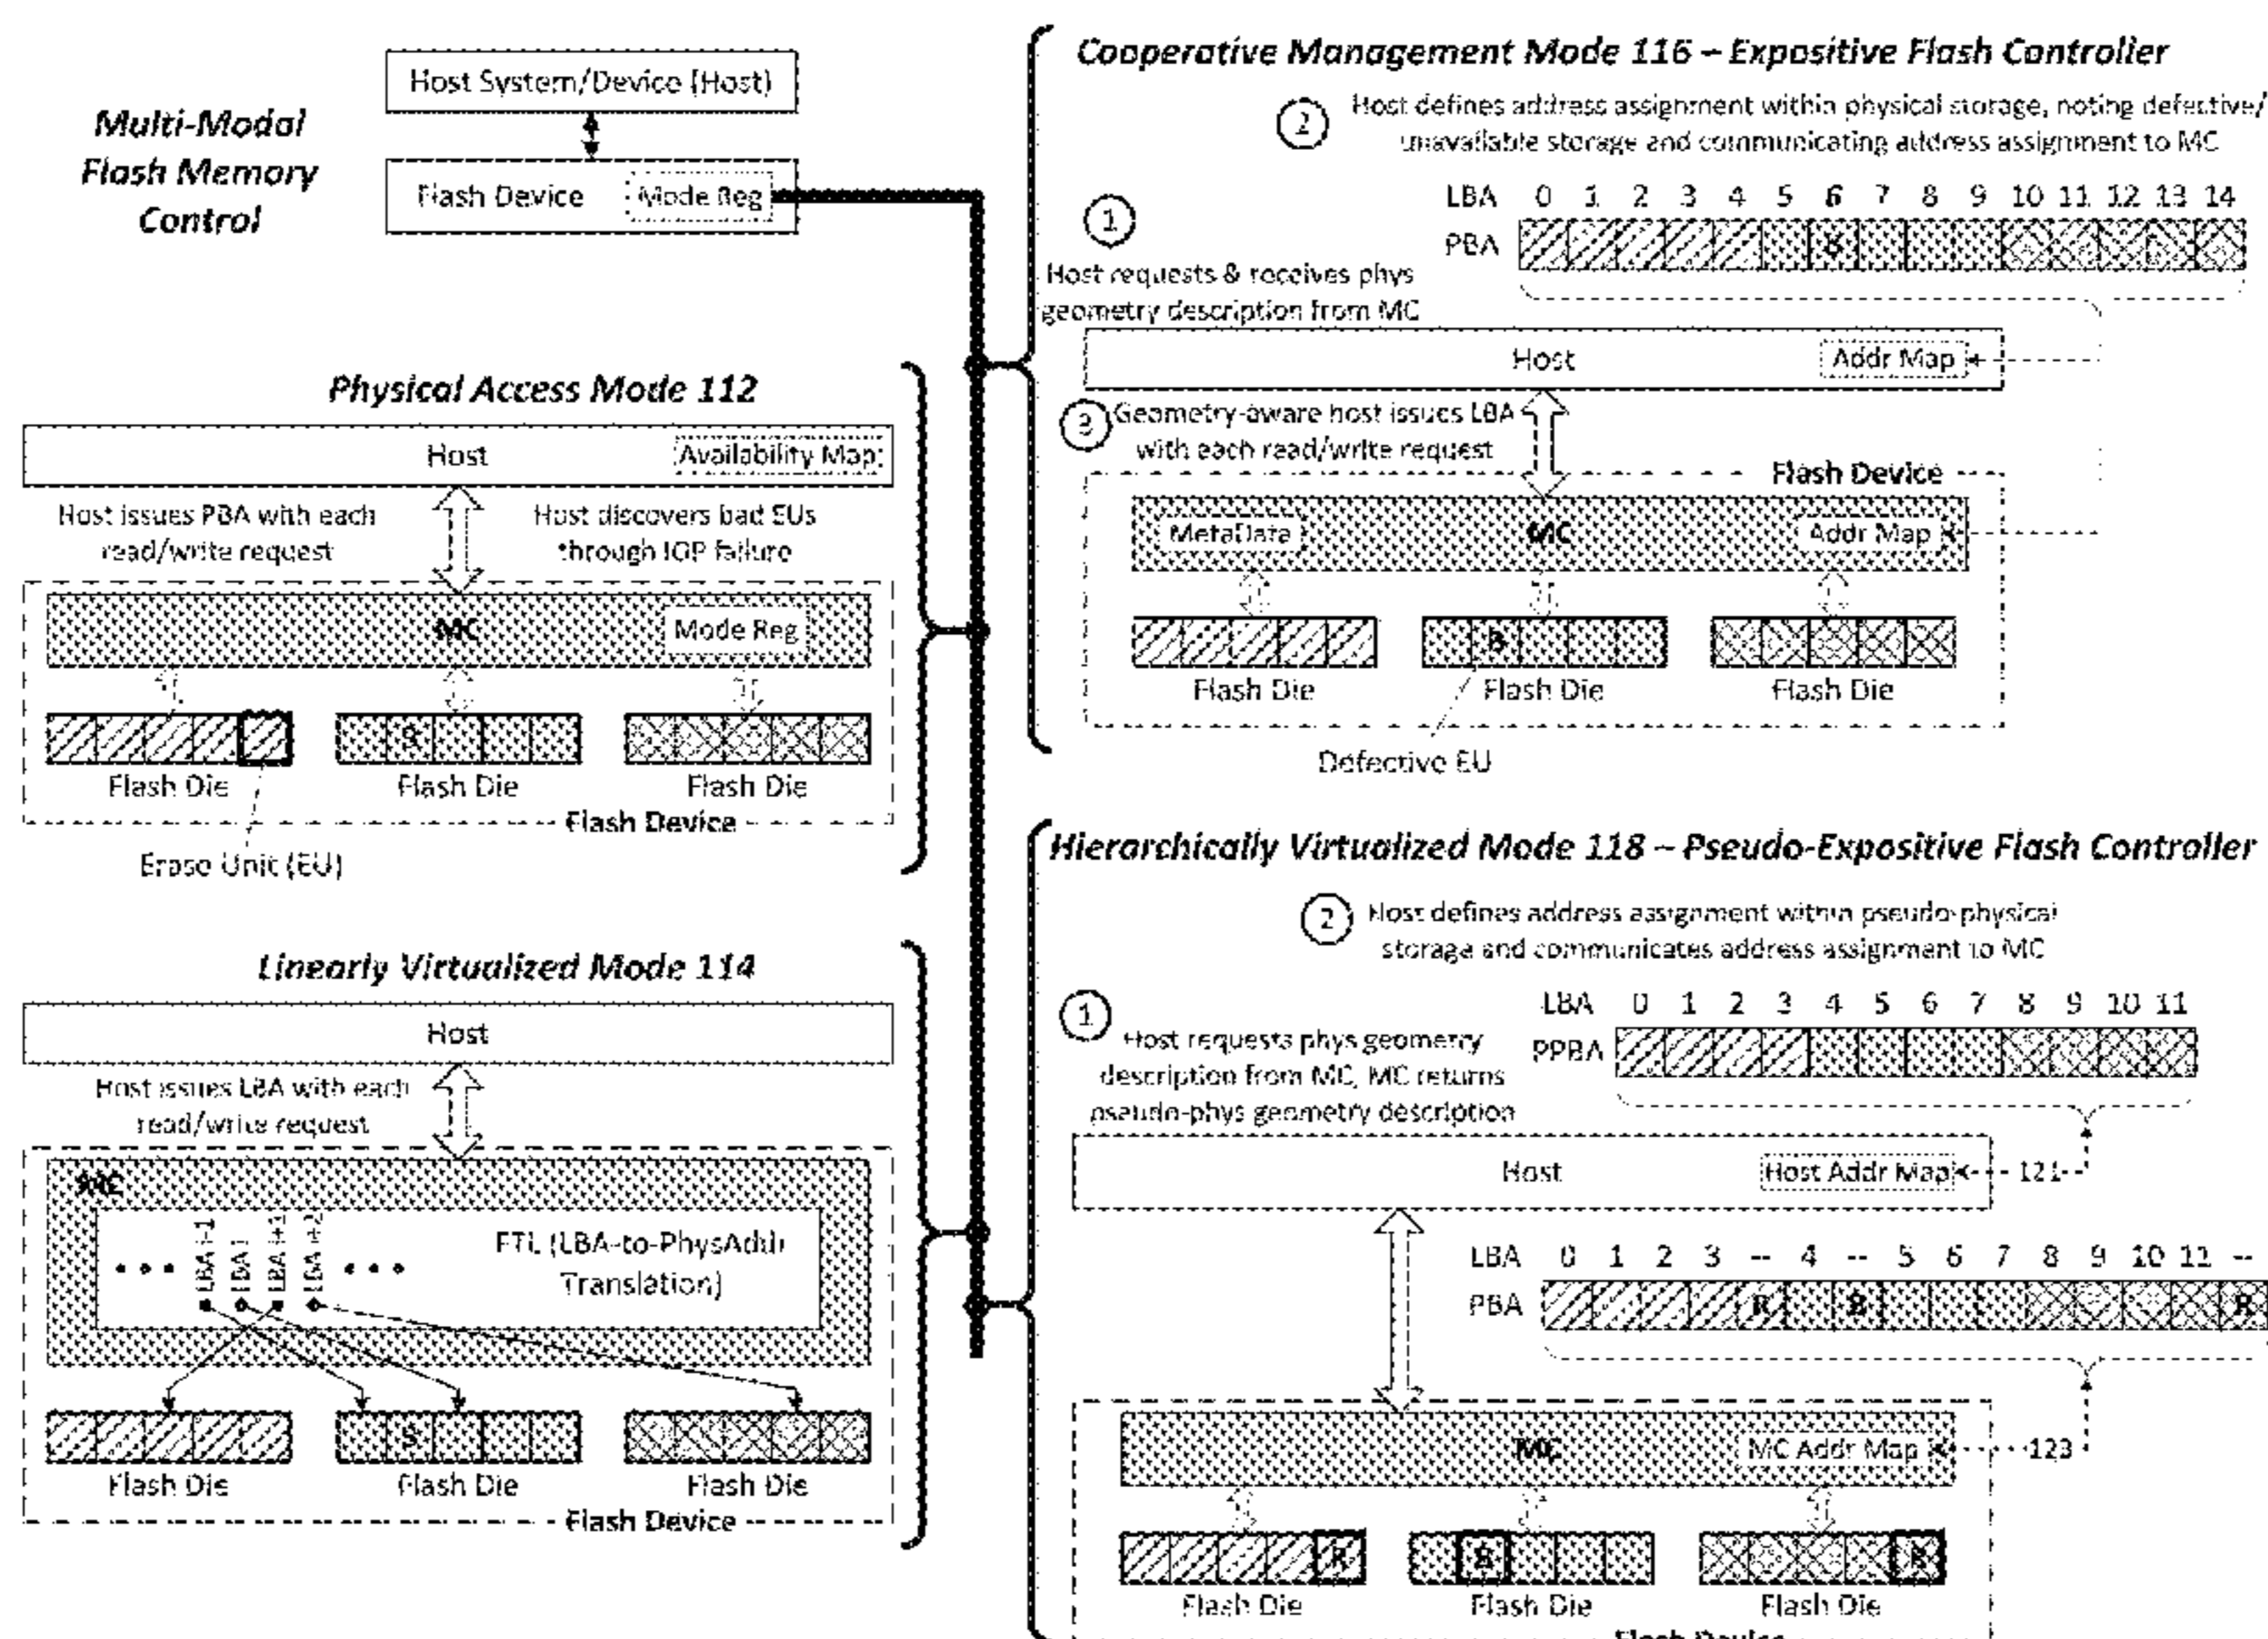 Multi-Modal
Flash Memory
Control
Host System/Device (Host)
Flash Device
Mode Reg
Physical Access Mode 112
Host
Availability Map
Host issues PBA with each
read/write request
Host discovers bad EUs
through IOP failure
MC
Mode Reg
B
Flash Die
Flash Die
Flash Die
Flash Device
Erase Unit (EU)
Linearly Virtualized Mode 114
Host
Host issues LBA with each
read/write request
MC
LBA i-1
LBA i
LBA i+1
LBA i+2
FTL (LBA-to-PhysAddr
Translation)
Flash Die
Flash Die
Flash Die
Flash Device
Cooperative Management Mode 116 – Expositive Flash Controller
2
Host defines address assignment within physical storage, noting defective/
unavailable storage and communicating address assignment to MC
LBA 0 1 2 3 4 5 6 7 8 9 10 11 12 13 14
PBA
B
1
Host requests & receives phys
geometry description from MC
Host
Addr Map
3
Geometry-aware host issues LBA
with each read/write request
Flash Device
MetaData
MC
Addr Map
B
Flash Die
Flash Die
Flash Die
Defective EU
Hierarchically Virtualized Mode 118 – Pseudo-Expositive Flash Controller
2
Host defines address assignment within pseudo-physical
storage and communicates address assignment to MC
LBA 0 1 2 3 4 5 6 7 8 9 10 11
PPBA
1
Host requests phys geometry
description from MC, MC returns
pseudo-phys geometry description
Host
Host Addr Map
121
LBA 0 1 2 3 -- 4 -- 5 6 7 8 9 10 11 --
PBA
R B R
MC
MC Addr Map
123
R
B
R
Flash Die
Flash Die
Flash Die
Flash Device